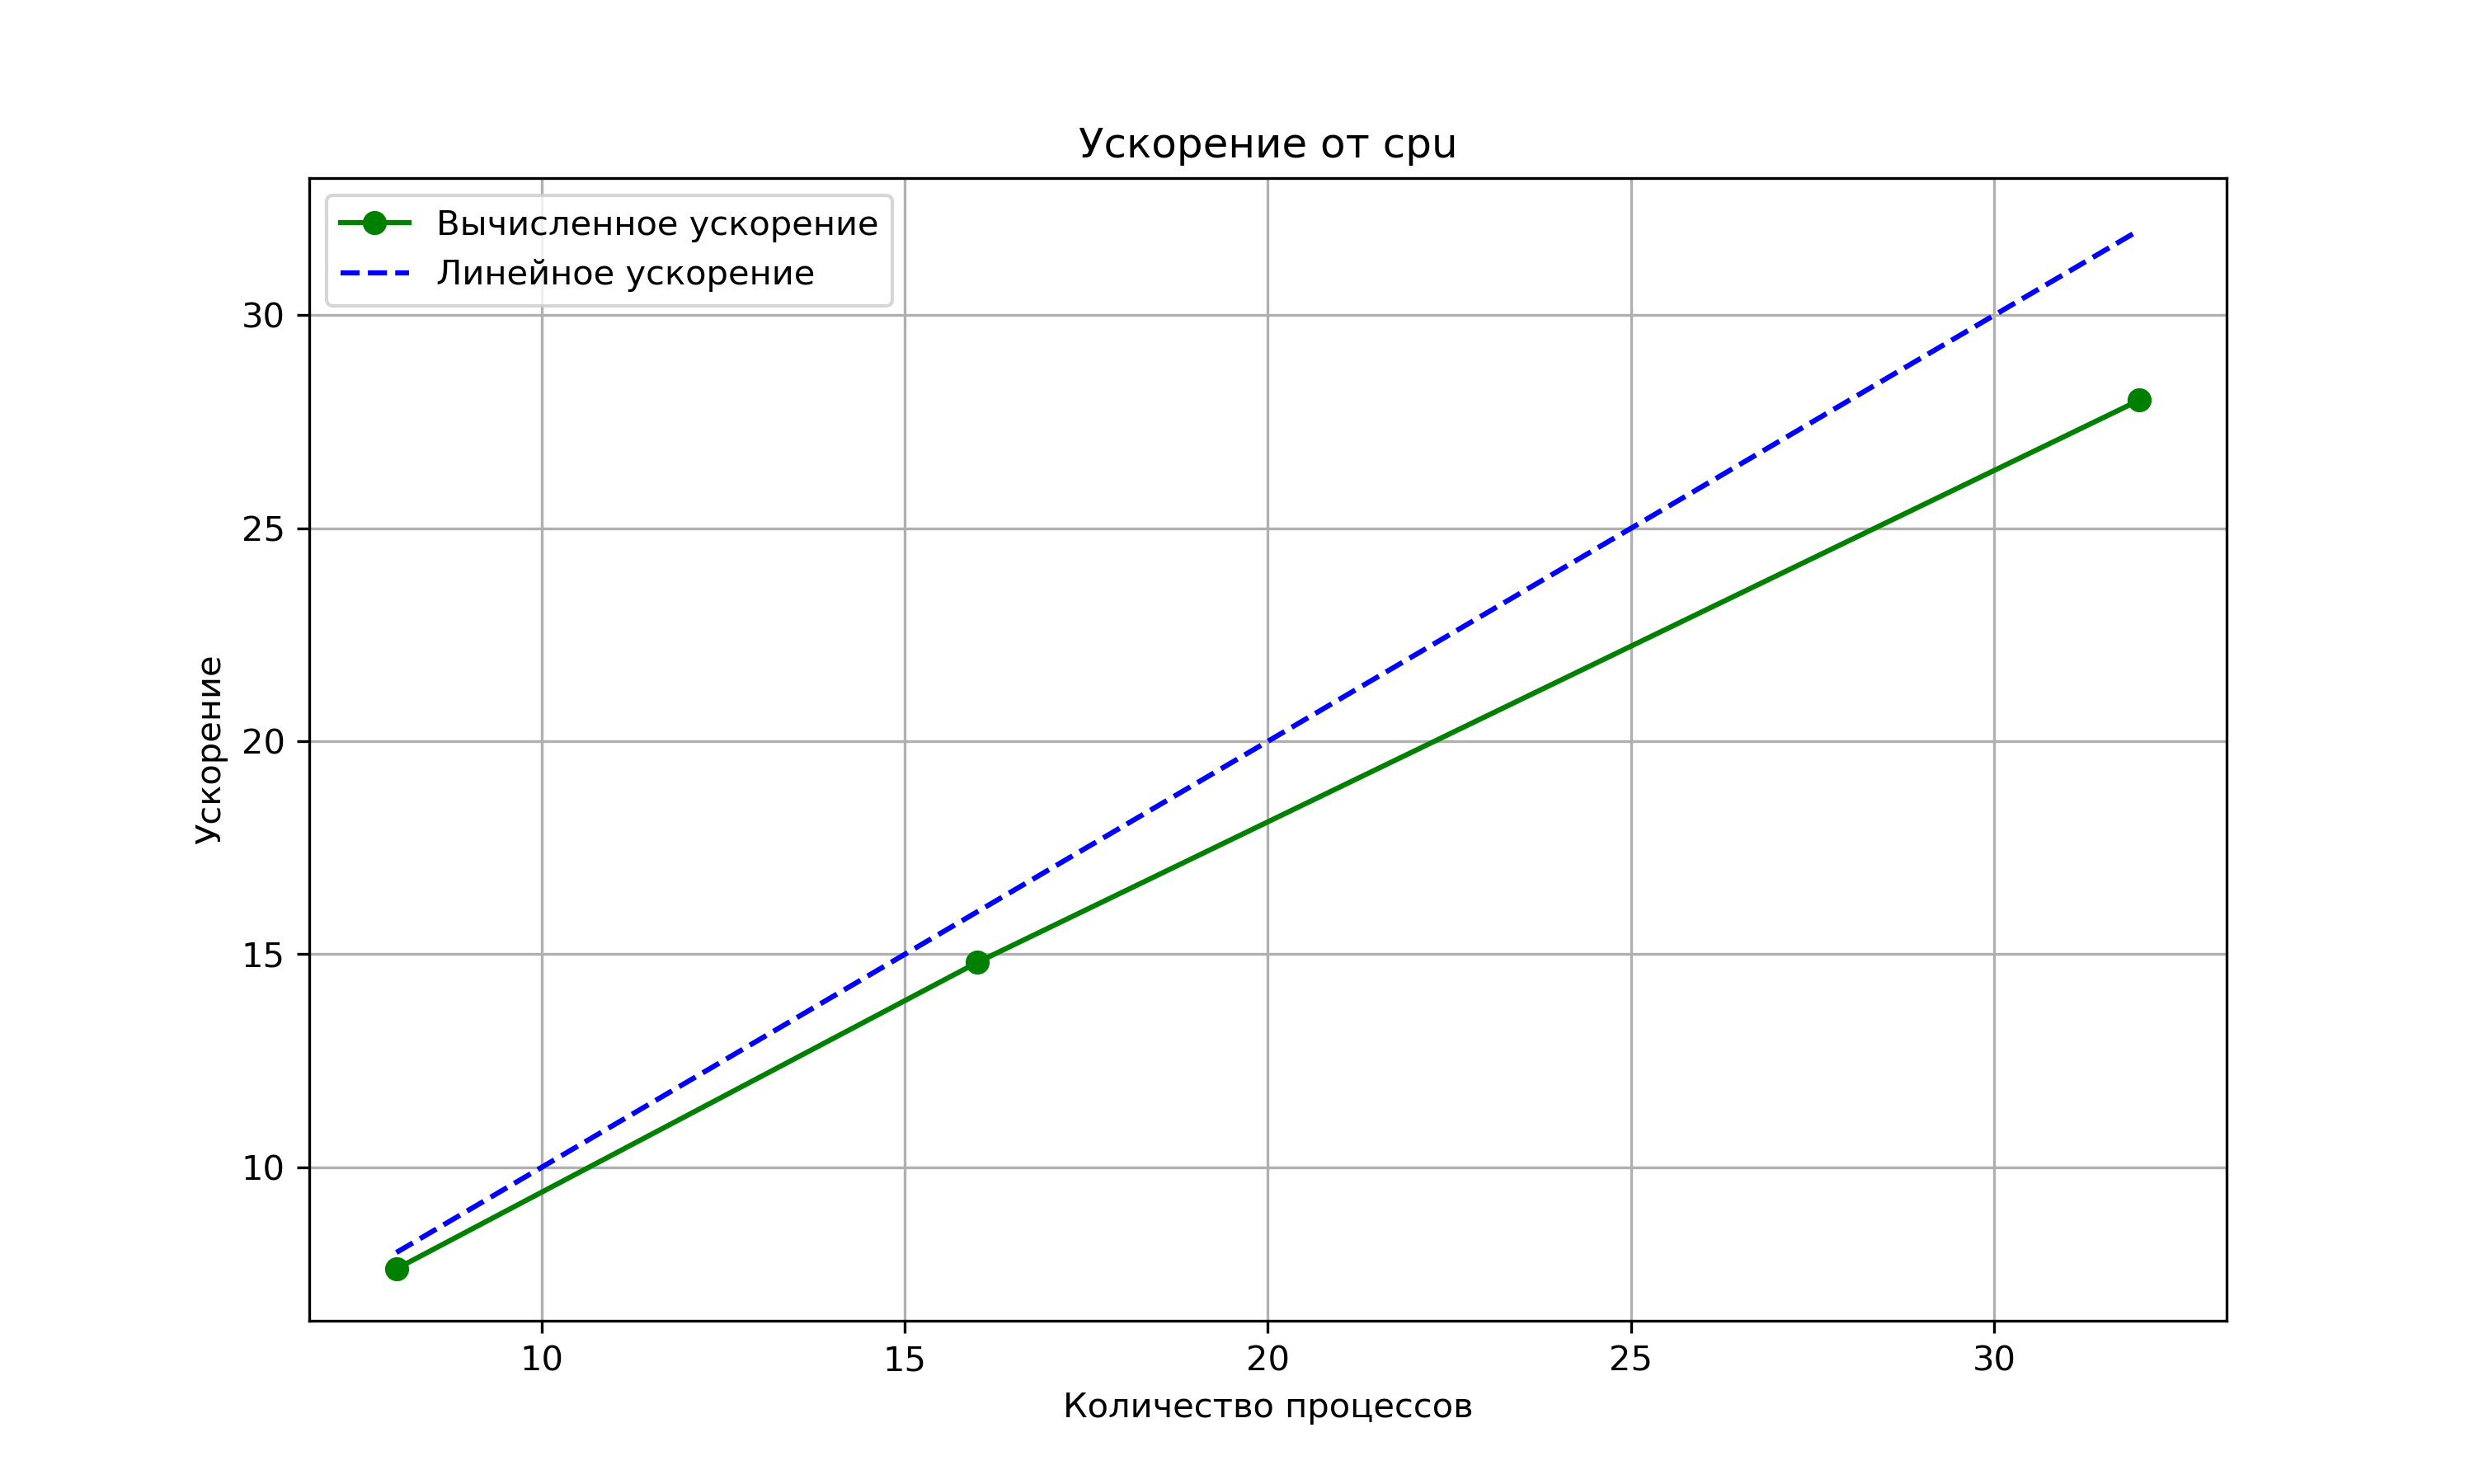 Ускорение от cpu
Вычисленное ускорение
Линейное ускорение
30
25
20
15
10
Ускорение
10 15 20 25 30
Количество процессов